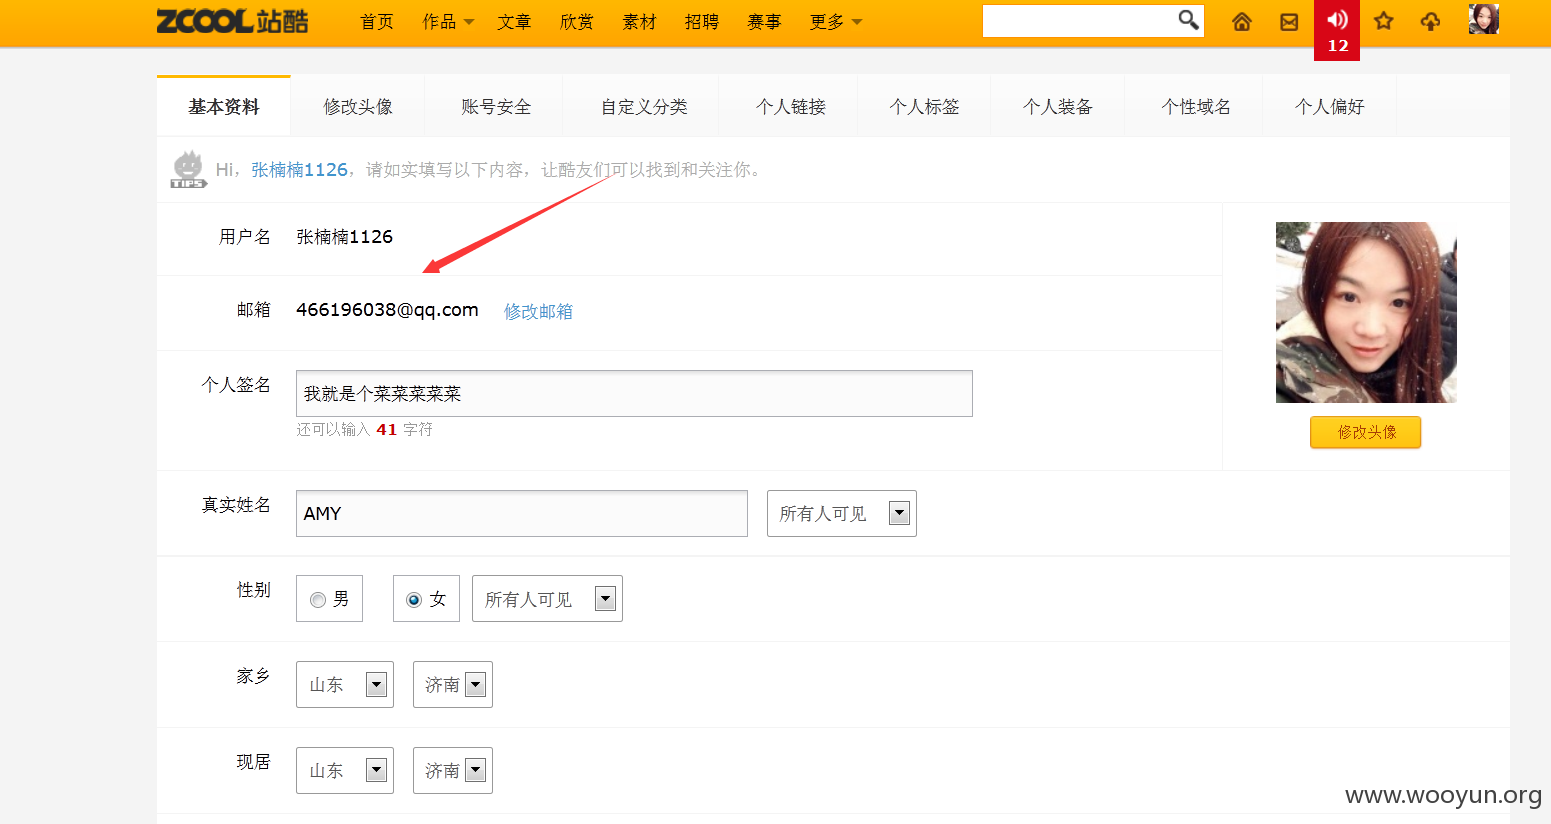 ZCOOL站酷 首页 作品 文章 欣赏 素材 招聘 赛事 更多 12
基本资料 修改头像 账号安全 自定义分类 个人链接 个人标签 个人装备 个性域名 个人偏好
TIPS Hi，张楠楠1126，请如实填写以下内容，让酷友们可以找到和关注你。
用户名 张楠楠1126
邮箱 466196038@qq.com 修改邮箱
个人签名 我就是个菜菜菜菜菜
还可以输入 41 字符
修改头像
真实姓名 AMY 所有人可见
性别 男 女 所有人可见
家乡 山东 济南
现居 山东 济南
www.wooyun.org